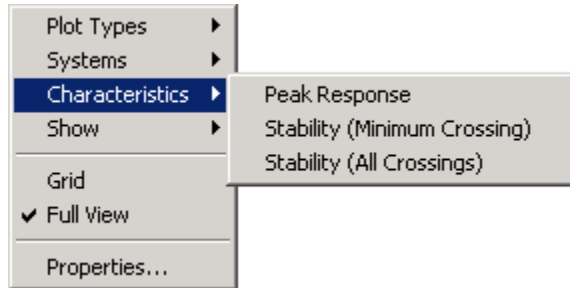 Plot Types
Systems
Characteristics
Show
Grid
Full View
Properties...
Peak Response
Stability (Minimum Crossing)
Stability (All Crossings)